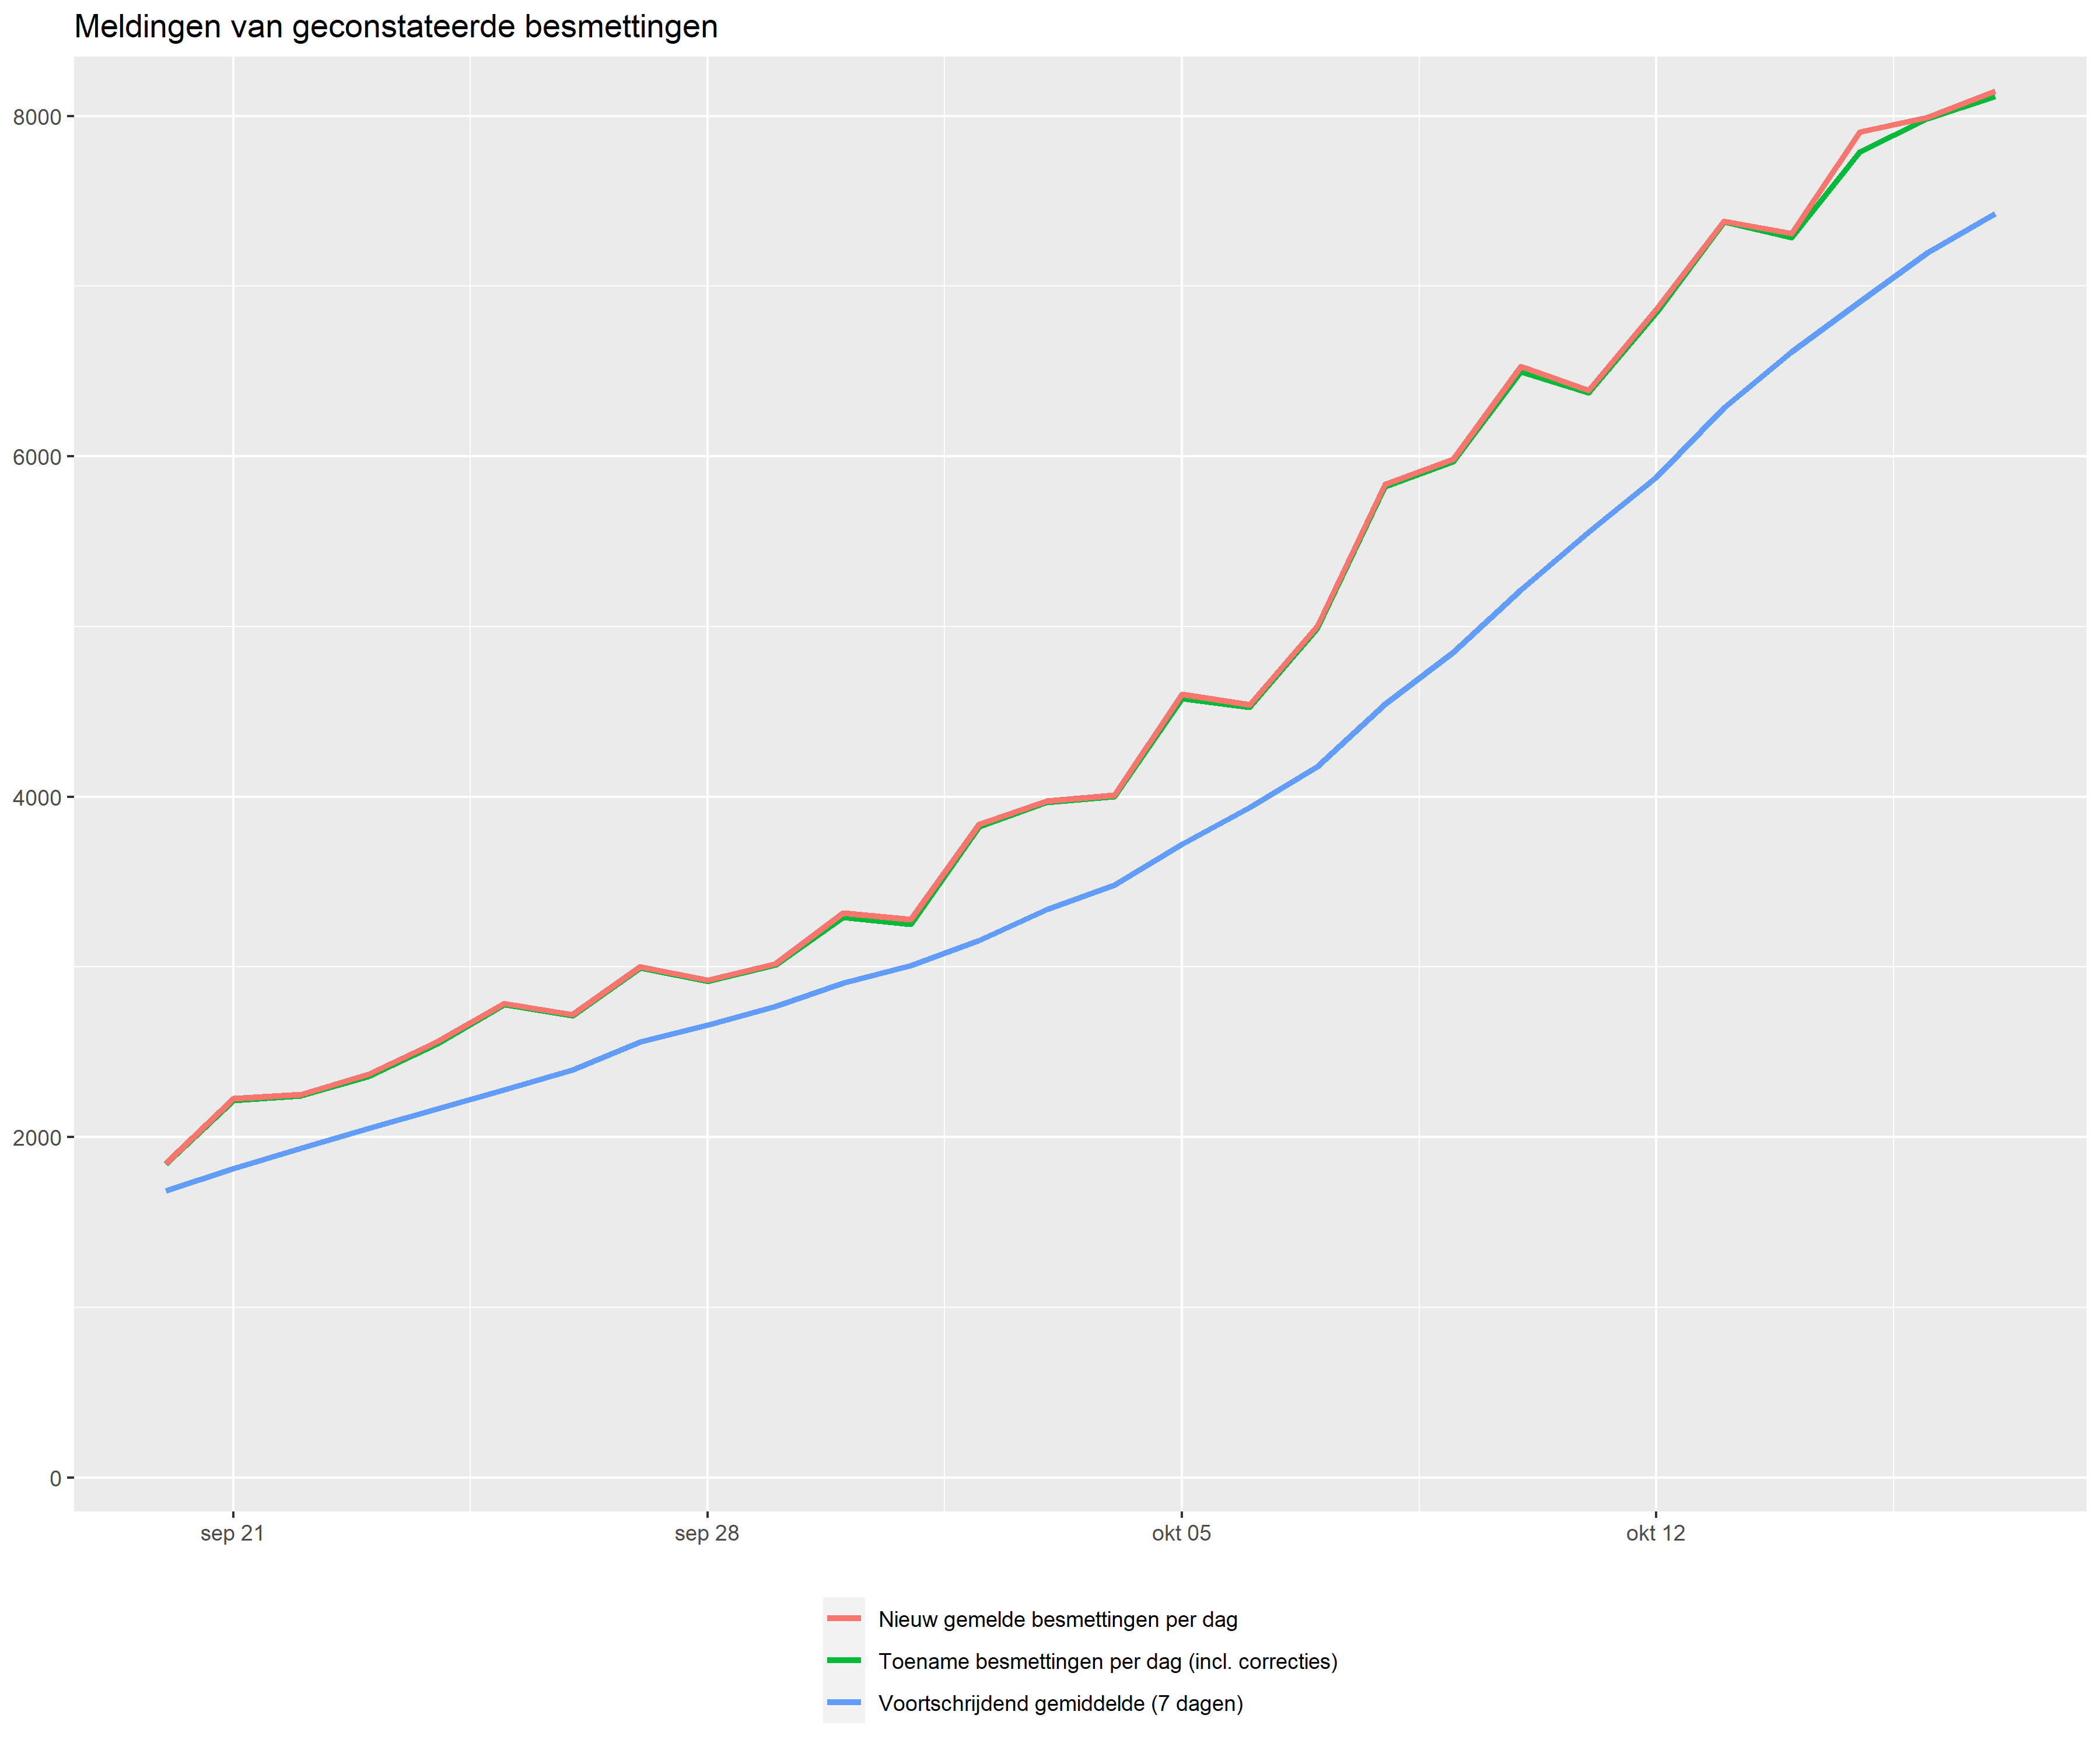 Meldingen van geconstateerde besmettingen
8000
6000
4000
2000
0
sep 21
sep 28
okt 05
okt 12
Nieuw gemelde besmettingen per dag
Toename besmettingen per dag (incl. correcties)
Voortschrijdend gemiddelde (7 dagen)